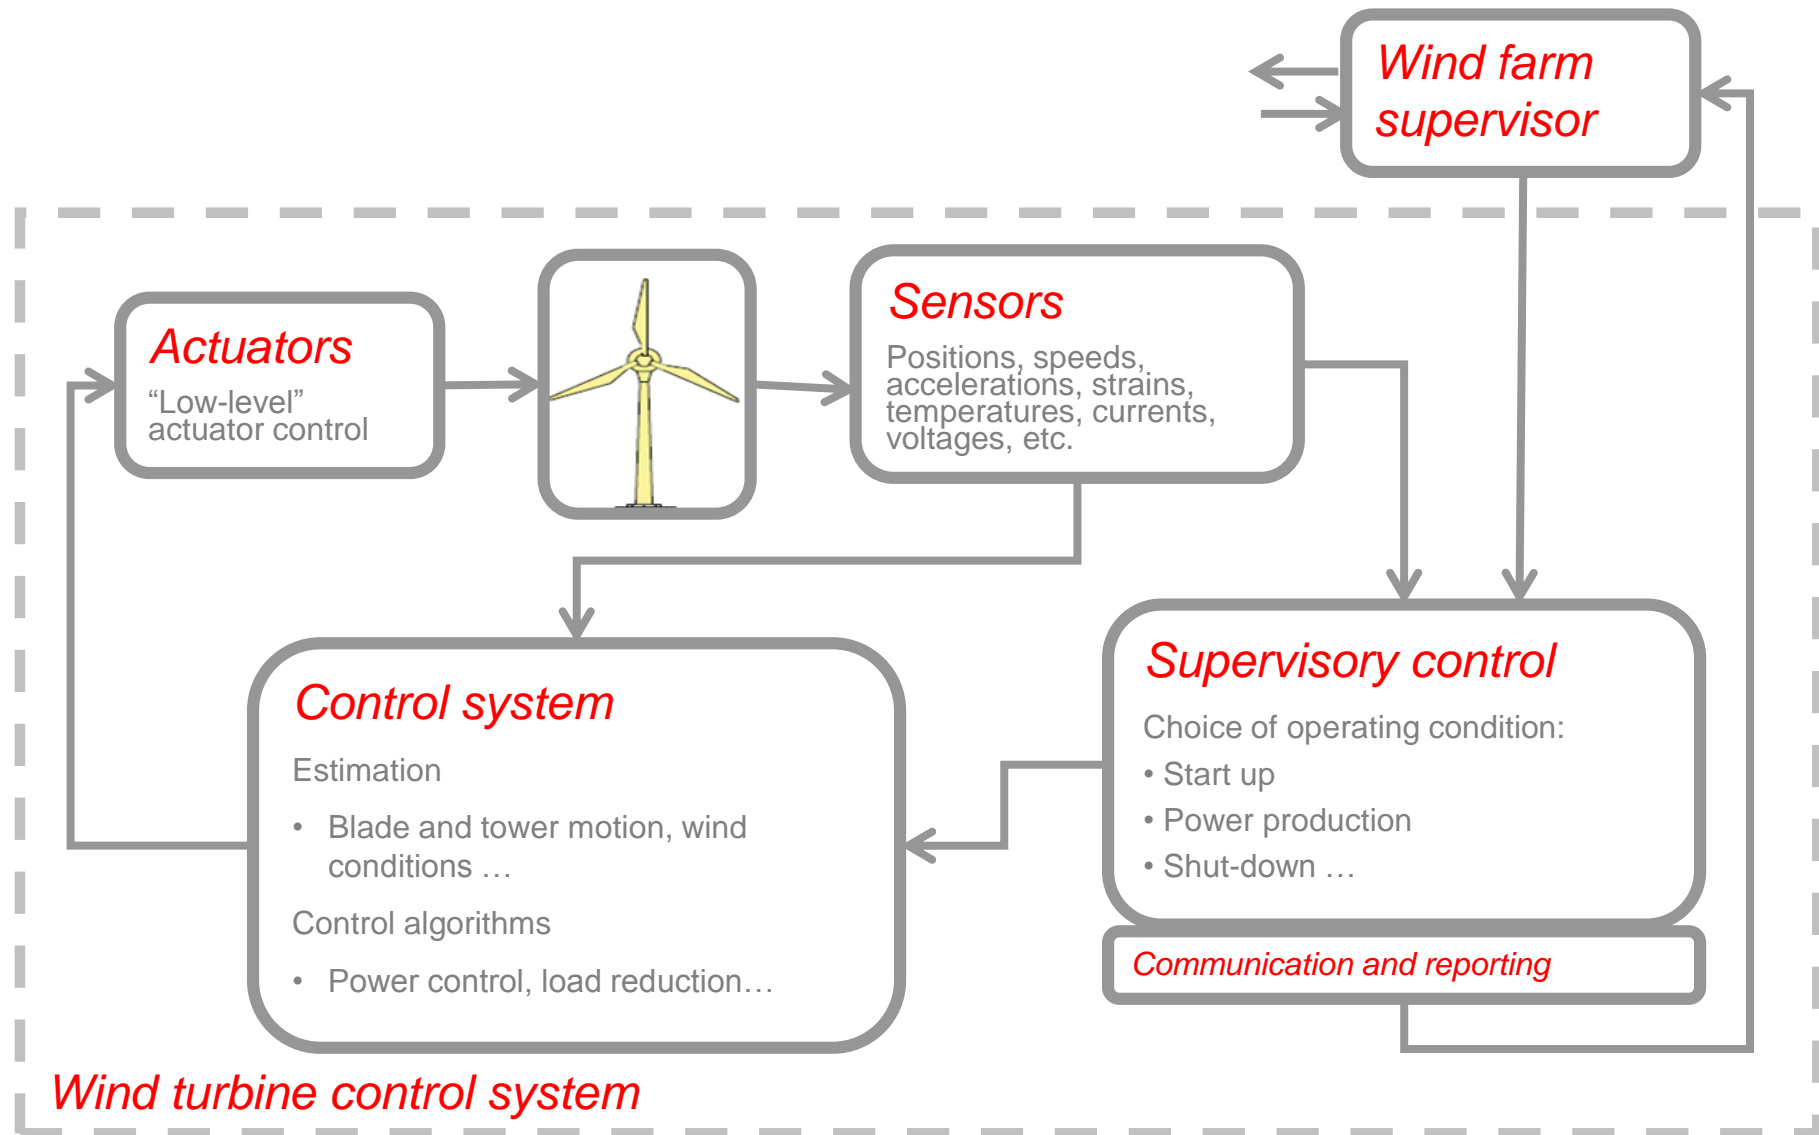 Wind farm
supervisor
Actuators
“Low-level”
actuator control
Sensors
Positions, speeds,
accelerations, strains,
temperatures, currents,
voltages, etc.
Control system
Estimation
• Blade and tower motion, wind
conditions …
Control algorithms
• Power control, load reduction…
Supervisory control
Choice of operating condition:
• Start up
• Power production
• Shut-down …
Communication and reporting
Wind turbine control system